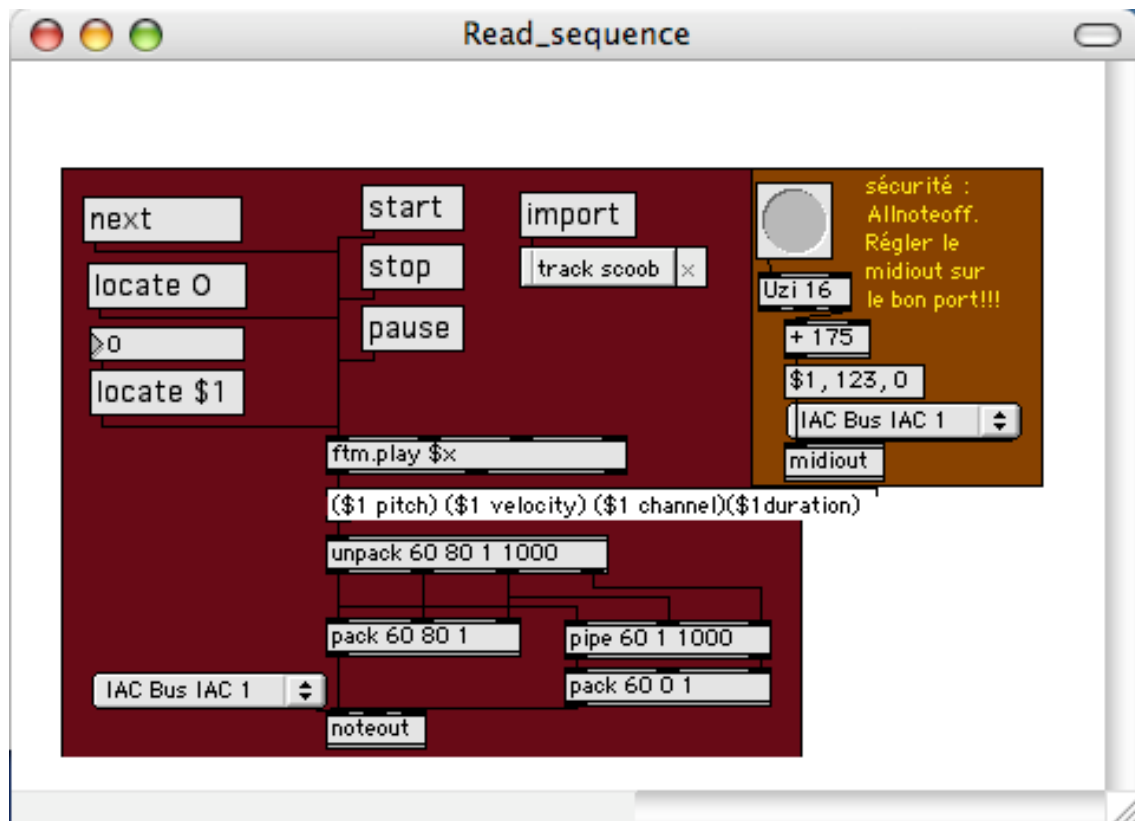 Read_sequence
next
start
import
sécurité :
Allnoteoff.
Régler le
midiout sur
le bon port!!!
locate 0
stop
track scoob
x
Uzi 16
0
pause
+ 175
locate $1
$1, 123, 0
IAC Bus IAC 1
midiout
ftm.play $x
($1 pitch) ($1 velocity) ($1 channel)($1duration)
unpack 60 80 1 1000
pack 60 80 1
pipe 60 1 1000
IAC Bus IAC 1
pack 60 0 1
noteout